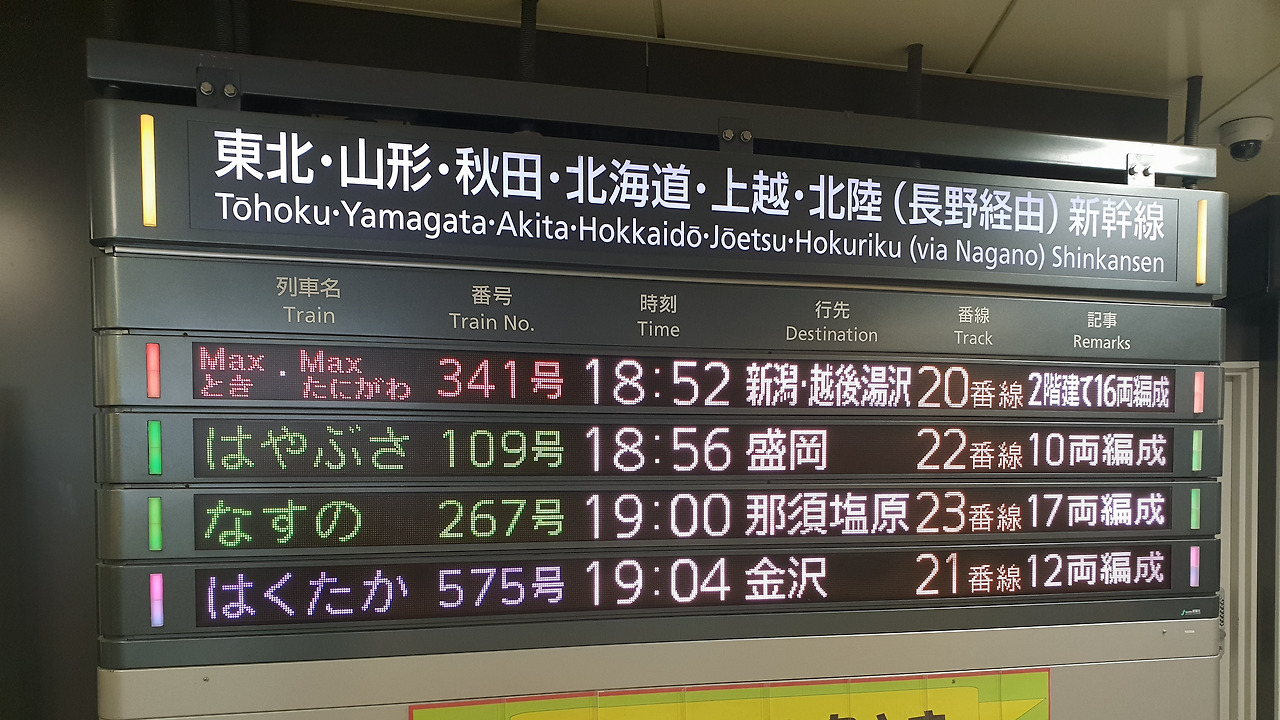 東北・山形・秋田・北海道・上越・北陸（長野経由）新幹線
Tōhoku・Yamagata・Akita・Hokkaidō・Jōetsu・Hokuriku (via Nagano) Shinkansen
列車名 番号 時刻 行先 番線 記事
Train Train No. Time Destination Track Remarks
Maxとき・Maxたにがわ 341号 18:52 新潟・越後湯沢 20番線 2階建て16両編成
はやぶさ 109号 18:56 盛岡 22番線 10両編成
なすの 267号 19:00 那須塩原 23番線 17両編成
はくたか 575号 19:04 金沢 21番線 12両編成